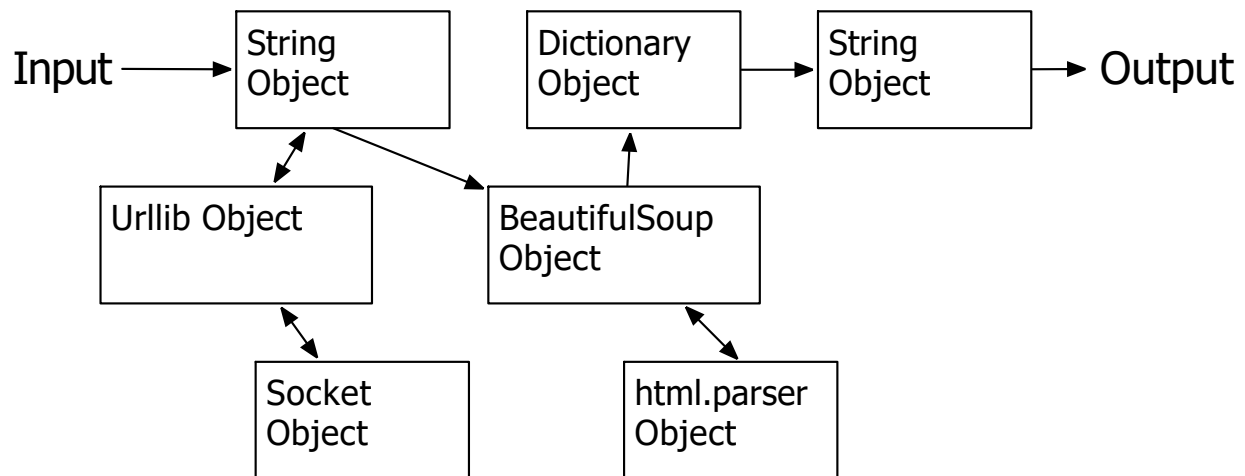 Input
String
Object
Dictionary
Object
String
Object
Output
Urllib Object
BeautifulSoup
Object
Socket
Object
html.parser
Object